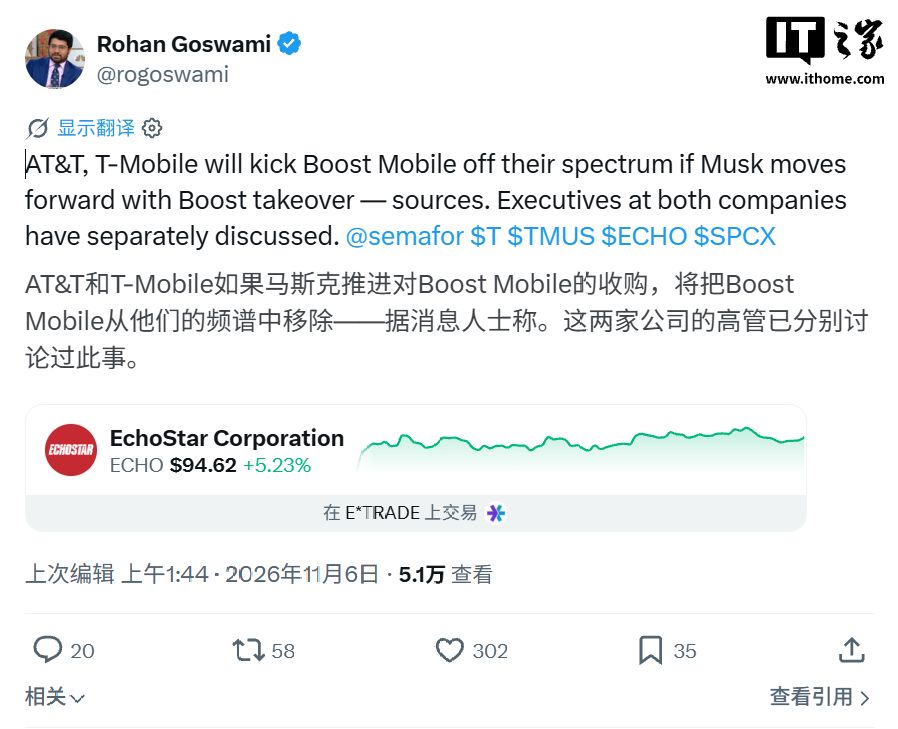 Rohan Goswami
@rogoswami
IT之家
www.ithome.com
显示翻译
AT&T, T-Mobile will kick Boost Mobile off their spectrum if Musk moves
forward with Boost takeover — sources. Executives at both companies
have separately discussed. @semafor $T $TMUS $ECHO $SPCX
AT&T和T-Mobile如果马斯克推进对Boost Mobile的收购，将把Boost
Mobile从他们的频谱中移除——据消息人士称。这两家公司的高管已分别讨
论过此事。
ECHOSTAR
EchoStar Corporation
ECHO $94.62 +5.23%
在 E*TRADE 上交易
上次编辑 上午1:44 · 2026年11月6日 · 5.1万 查看
20 58 302 35
相关 查看引用